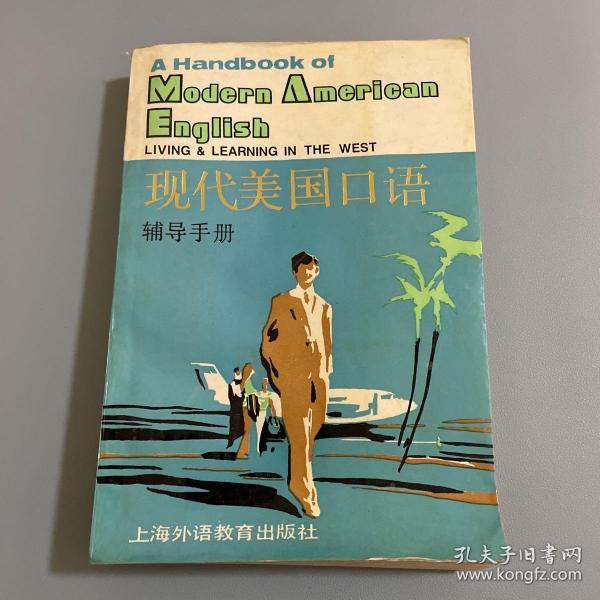 A Handbook of
Modern American
English
LIVING & LEARNING IN THE WEST
现代美国口语
辅导手册
上海外语教育出版社
孔夫子旧书网
www.kongfz.com